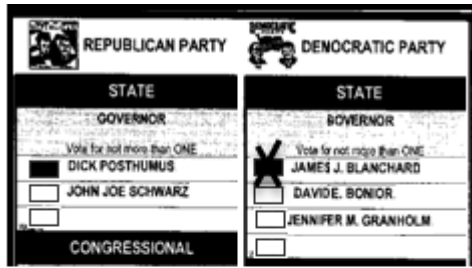 REPUBLICAN PARTY
STATE
GOVERNOR
Vote for not more than ONE
DICK POSTHUMUS
JOHN JOE SCHWARZ
CONGRESSIONAL
DEMOCRATIC PARTY
STATE
GOVERNOR
Vote for not more than ONE
JAMES J. BLANCHARD
DAVID E. BONIOR
JENNIFER M. GRANHOLM